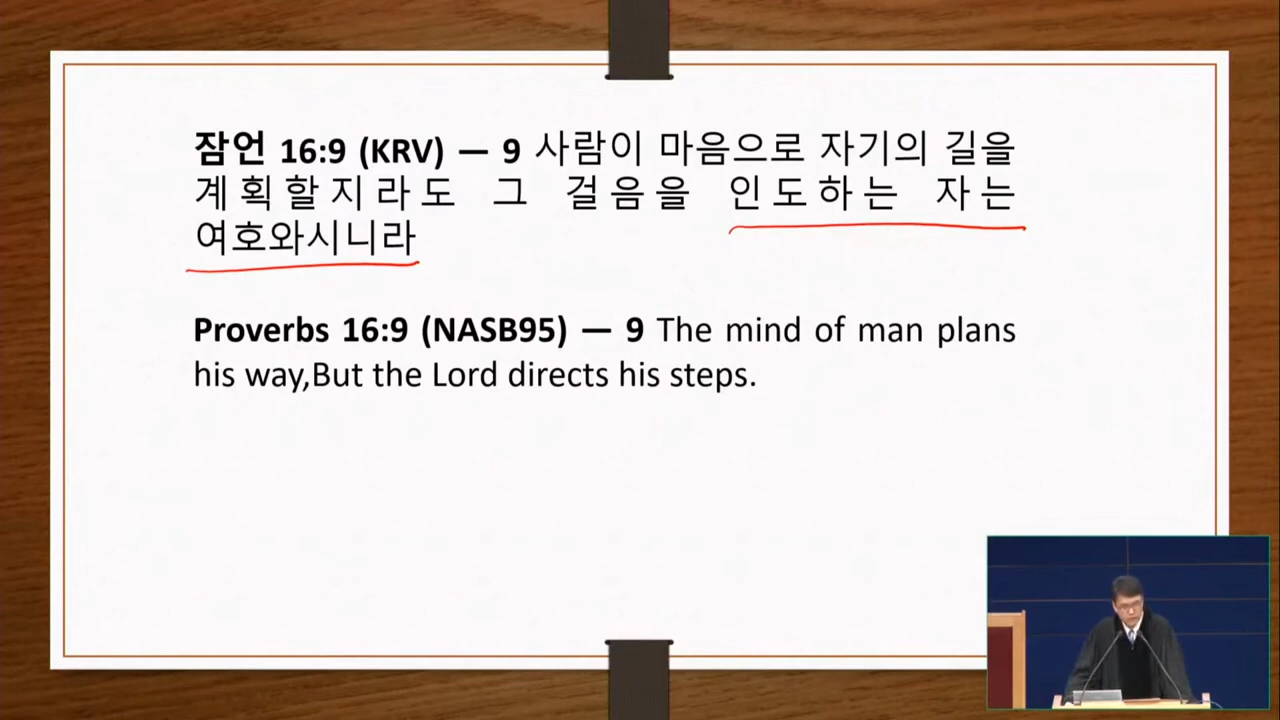 잠언 16:9 (KRV) — 9 사람이 마음으로 자기의 길을
계획할지라도 그 걸음을 인도하는 자는
여호와시니라
Proverbs 16:9 (NASB95) — 9 The mind of man plans
his way,But the Lord directs his steps.